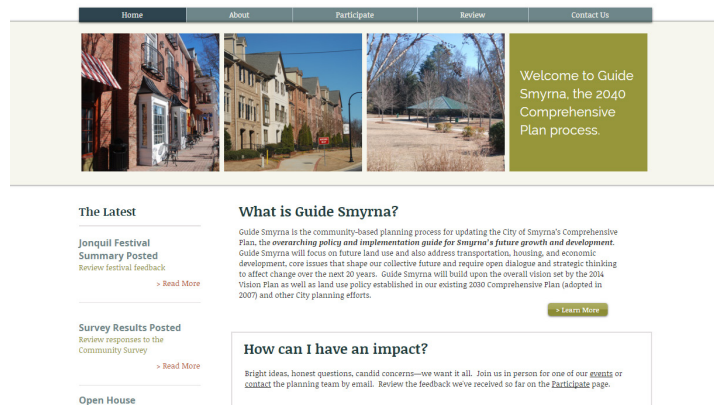 Home About Participate Review Contact Us
Welcome to Guide
Smyrna, the 2040
Comprehensive
Plan process.
The Latest
Jonquil Festival
Summary Posted
Review festival feedback
> Read More
Survey Results Posted
Review responses to the
Community Survey
> Read More
Open House
What is Guide Smyrna?
Guide Smyrna is the community-based planning process for updating the City of Smyrna's Comprehensive
Plan, the overarching policy and implementation guide for Smyrna's future growth and development.
Guide Smyrna will focus on future land use and also address transportation, housing, and economic
development, core issues that shape our collective future and require open dialogue and strategic thinking
to affect change over the next 20 years. Guide Smyrna will build upon the overall vision set by the 2014
Vision Plan as well as land use policy established in our existing 2030 Comprehensive Plan (adopted in
2007) and other City planning efforts.
> Learn More
How can I have an impact?
Bright ideas, honest questions, candid concerns—we want it all. Join us in person for one of our events or
contact the planning team by email. Review the feedback we've received so far on the Participate page.